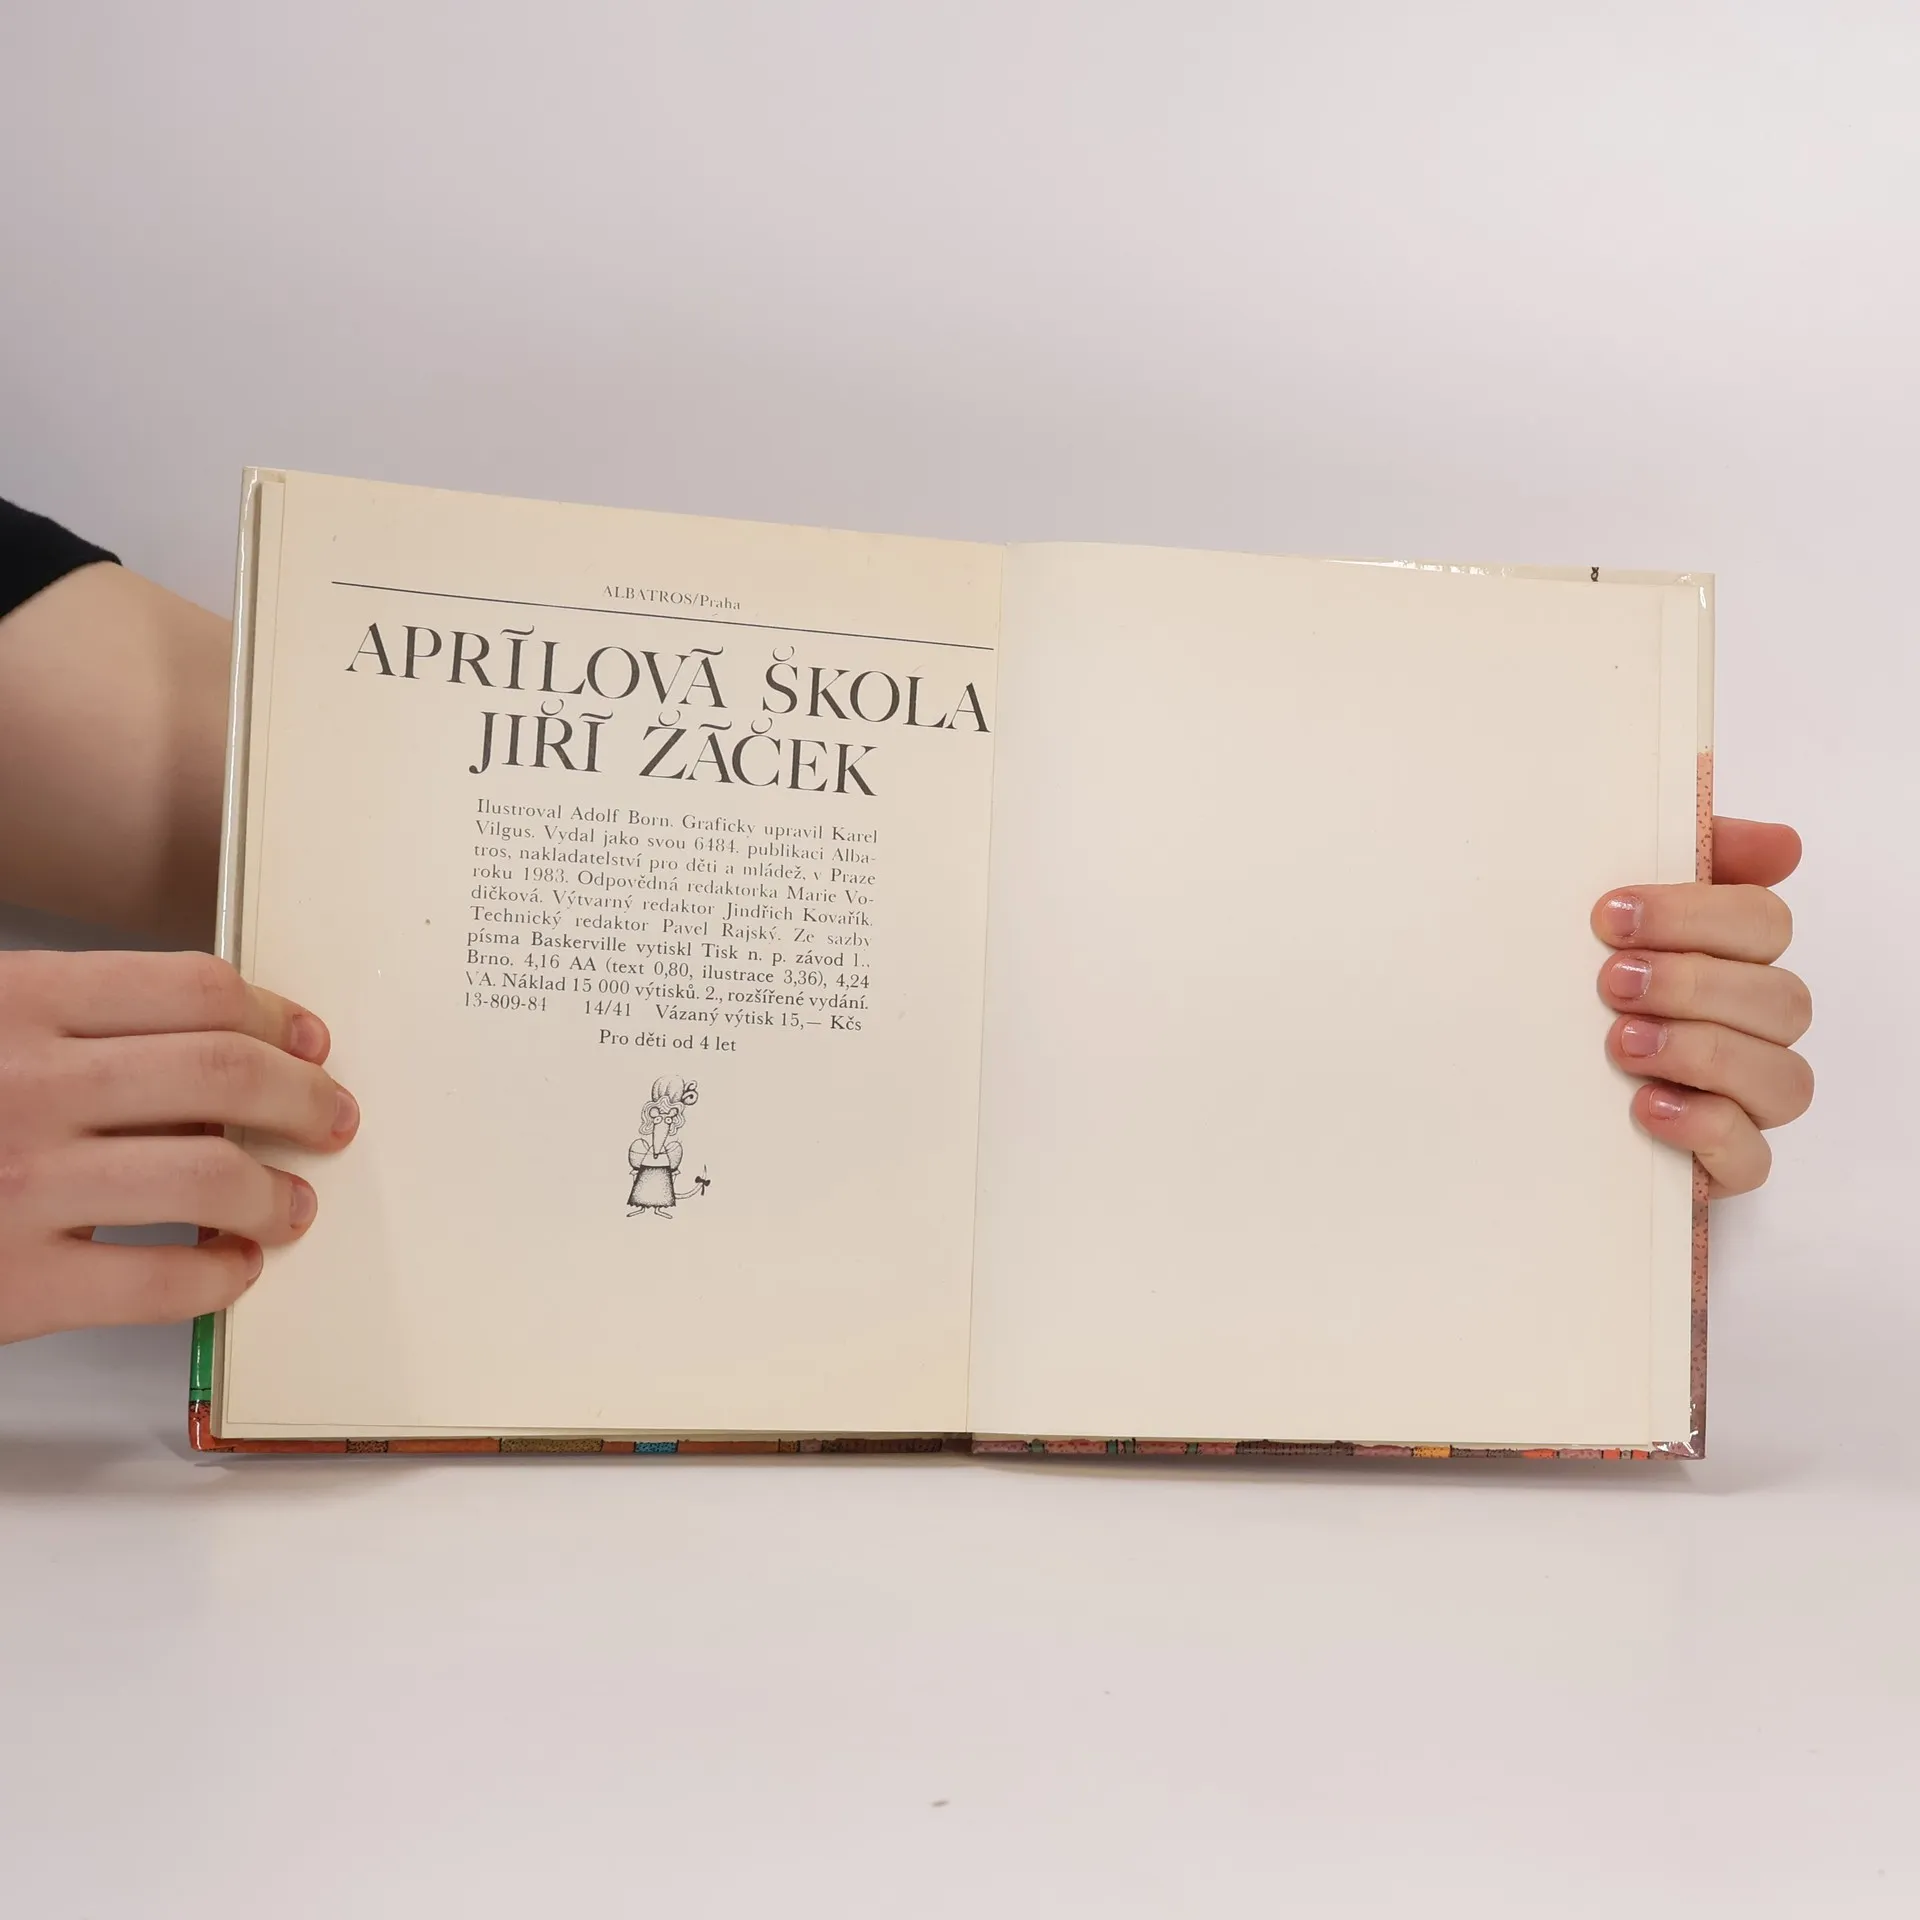 ALBATROS/Praha
APRÍLOVÁ ŠKOLA
JIŘÍ ŽÁČEK
Ilustroval Adolf Born. Graficky upravil Karel
Vilgus. Vydal jako svou 6484. publikaci Alba-
tros, nakladatelství pro děti a mládež, v Praze
roku 1983. Odpovědná redaktorka Marie Vo-
dičková. Výtvarný redaktor Jindřich Kovařík.
Technický redaktor Pavel Rajský. Ze sazby
písma Baskerville vytiskl Tisk n. p. závod 1..
Brno. 4,16 AA (text 0,80, ilustrace 3,36), 4,24
VA. Náklad 15 000 výtisků. 2., rozšířené vydání.
13-809-84 14/41 Vázaný výtisk 15,— Kčs
Pro děti od 4 let